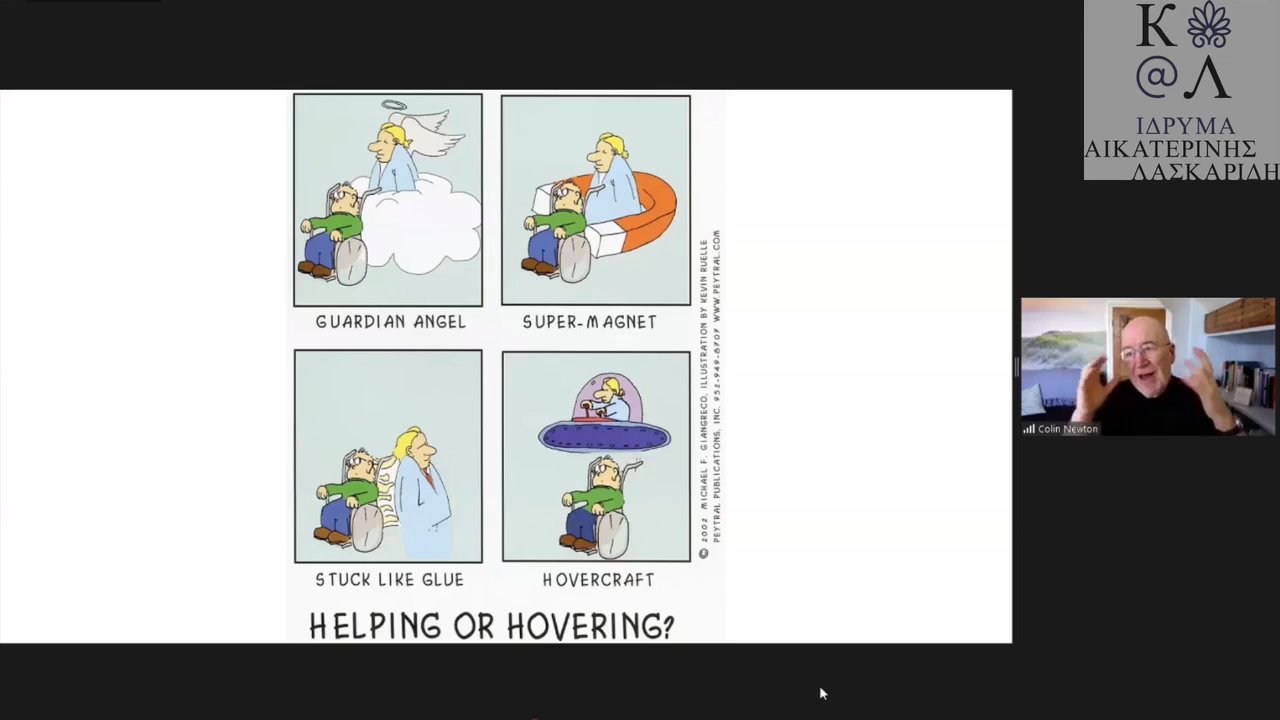 GUARDIAN ANGEL
SUPER-MAGNET
STUCK LIKE GLUE
HOVERCRAFT
HELPING OR HOVERING?
© 2002 MICHAEL F. GIANGRECO, ILLUSTRATION BY KEVIN RUELLE
PEYTRAL PUBLICATIONS, INC. 952-949-8707 WWW.PEYTRAL.COM
Κ
@Λ
ΙΔΡΥΜΑ
ΑΙΚΑΤΕΡΙΝΗΣ
ΛΑΣΚΑΡΙΔΗ
Colin Newton